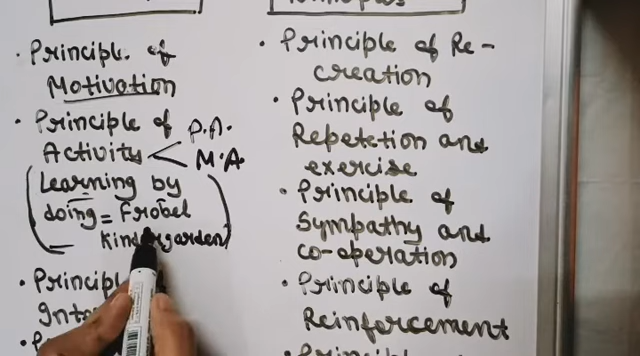 Principles
· Principle of
Motivation
· Principle of
Activity < P.A.
M.A.
(Learning by
doing = Frobel
Kindergarden)
· Principle of Re-
creation
· Principle of
Repetetion and
exercise
· Principle of
Sympathy and
co-operation
· Principle of
Reinforcement